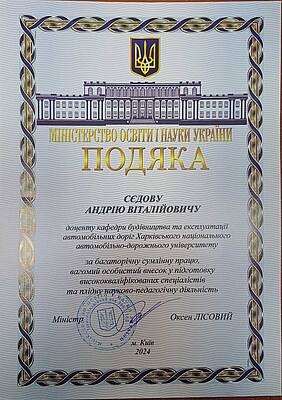 МІНІСТЕРСТВО ОСВІТИ І НАУКИ УКРАЇНИ
ПОДЯКА
СЄДОВУ
АНДРІЮ ВІТАЛІЙОВИЧУ
доценту кафедри будівництва та експлуатації
автомобільних доріг Харківського національного
автомобільно-дорожнього університету
за багаторічну сумлінну працю,
вагомий особистий внесок у підготовку
висококваліфікованих спеціалістів
та плідну науково-педагогічну діяльність
Міністр
Оксен ЛІСОВИЙ
м. Київ
2024